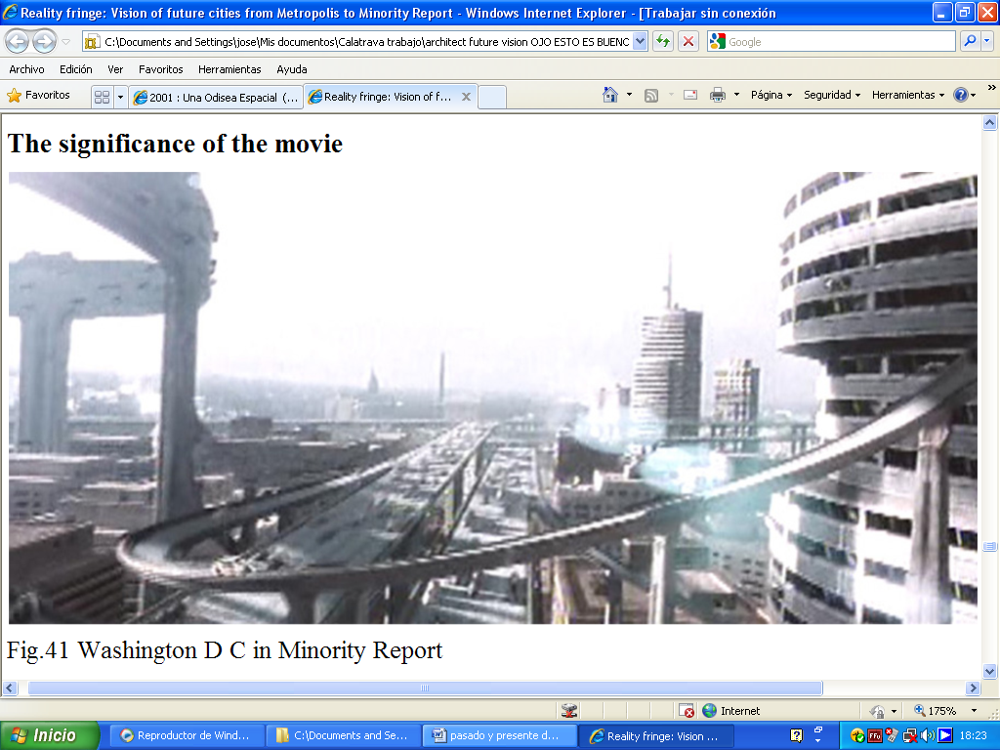 Reality fringe: Vision of future cities from Metropolis to Minority Report - Windows Internet Explorer - [Trabajar sin conexión
C:\Documents and Settings\jose\Mis documentos\Calatrava trabajo\architect future vision OJO ESTO ES BUENO
Google
Archivo Edición Ver Favoritos Herramientas Ayuda
Favoritos
2001 : Una Odisea Espacial (...
Reality fringe: Vision of f...
Página
Seguridad
Herramientas
The significance of the movie
Fig.41 Washington D C in Minority Report
Internet
175%
Inicio
Reproductor de Wind...
C:\Documents and Se...
pasado y presente d...
Reality fringe: Vision ...
18:23